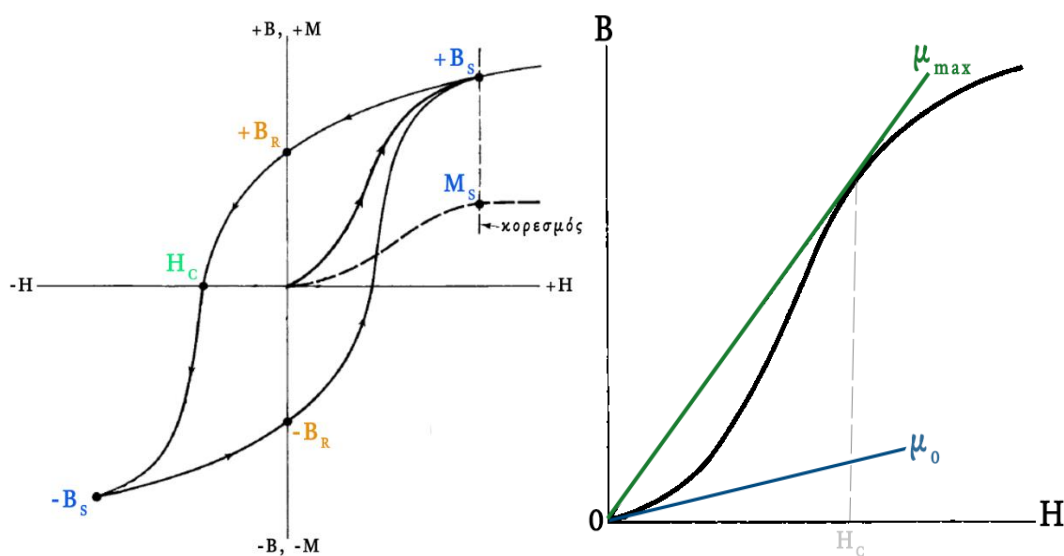 +B, +M
+B_S
+B_R
M_S
κορεσμός
H_C
-H
+H
-B_R
-B_S
-B, -M
B
μ_max
μ_0
0
H
H_C